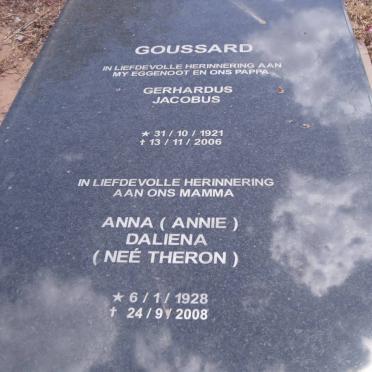 GOUSSARD
IN LIEFDEVOLLE HERINNERING AAN
MY EGGENOOT EN ONS PAPPA
GERHARDUS
JACOBUS
★ 31 / 10 / 1921
† 13 / 11 / 2006
IN LIEFDEVOLLE HERINNERING
AAN ONS MAMMA
ANNA ( ANNIE )
DALIENA
( NEÉ THERON )
★ 6 / 1 / 1928
† 24 / 9 / 2008